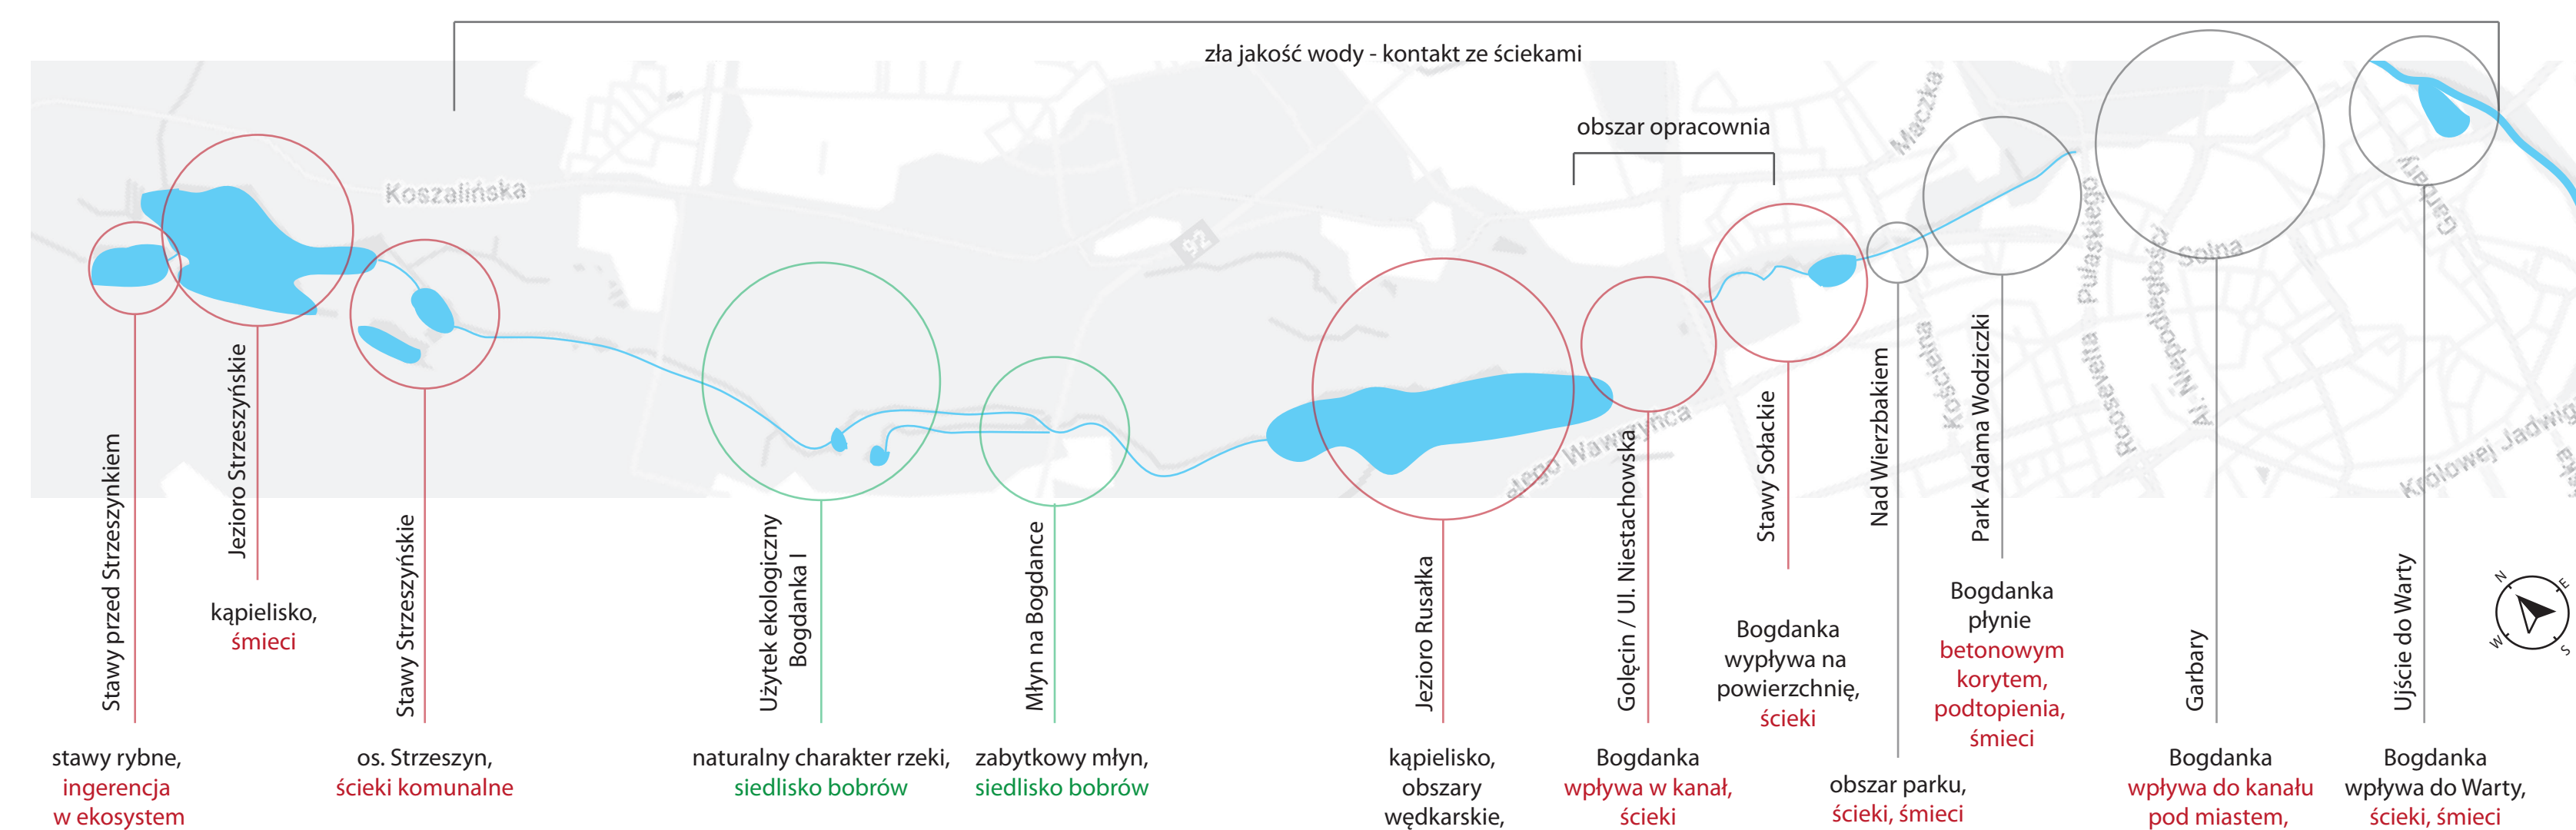 zła jakość wody - kontakt ze ściekami
obszar opracownia
Koszalińska
92
Maczka
Kościelna
Pułaskiego
Roosevelta
Al. Niepodległości
Solna
Garbary
Królowej Jadwigi
ątego Wawrzyńca
Stawy przed Strzeszynkiem
stawy rybne,
ingerencja
w ekosystem
Jezioro Strzeszyńskie
kąpielisko,
śmieci
Stawy Strzeszyńskie
os. Strzeszyn,
ścieki komunalne
Użytek ekologiczny
Bogdanka I
naturalny charakter rzeki,
siedlisko bobrów
Młyn na Bogdance
zabytkowy młyn,
siedlisko bobrów
Jezioro Rusałka
kąpielisko,
obszary
wędkarskie,
Golęcin / Ul. Niestachowska
Bogdanka
wpływa w kanał,
ścieki
Stawy Sołackie
Bogdanka
wypływa na
powierzchnię,
ścieki
Nad Wierzbakiem
obszar parku,
ścieki, śmieci
Park Adama Wodziczki
Bogdanka
płynie
betonowym
korytem,
podtopienia,
śmieci
Garbary
Bogdanka
wpływa do kanału
pod miastem,
Ujście do Warty
Bogdanka
wpływa do Warty,
ścieki, śmieci
N
E
W
S